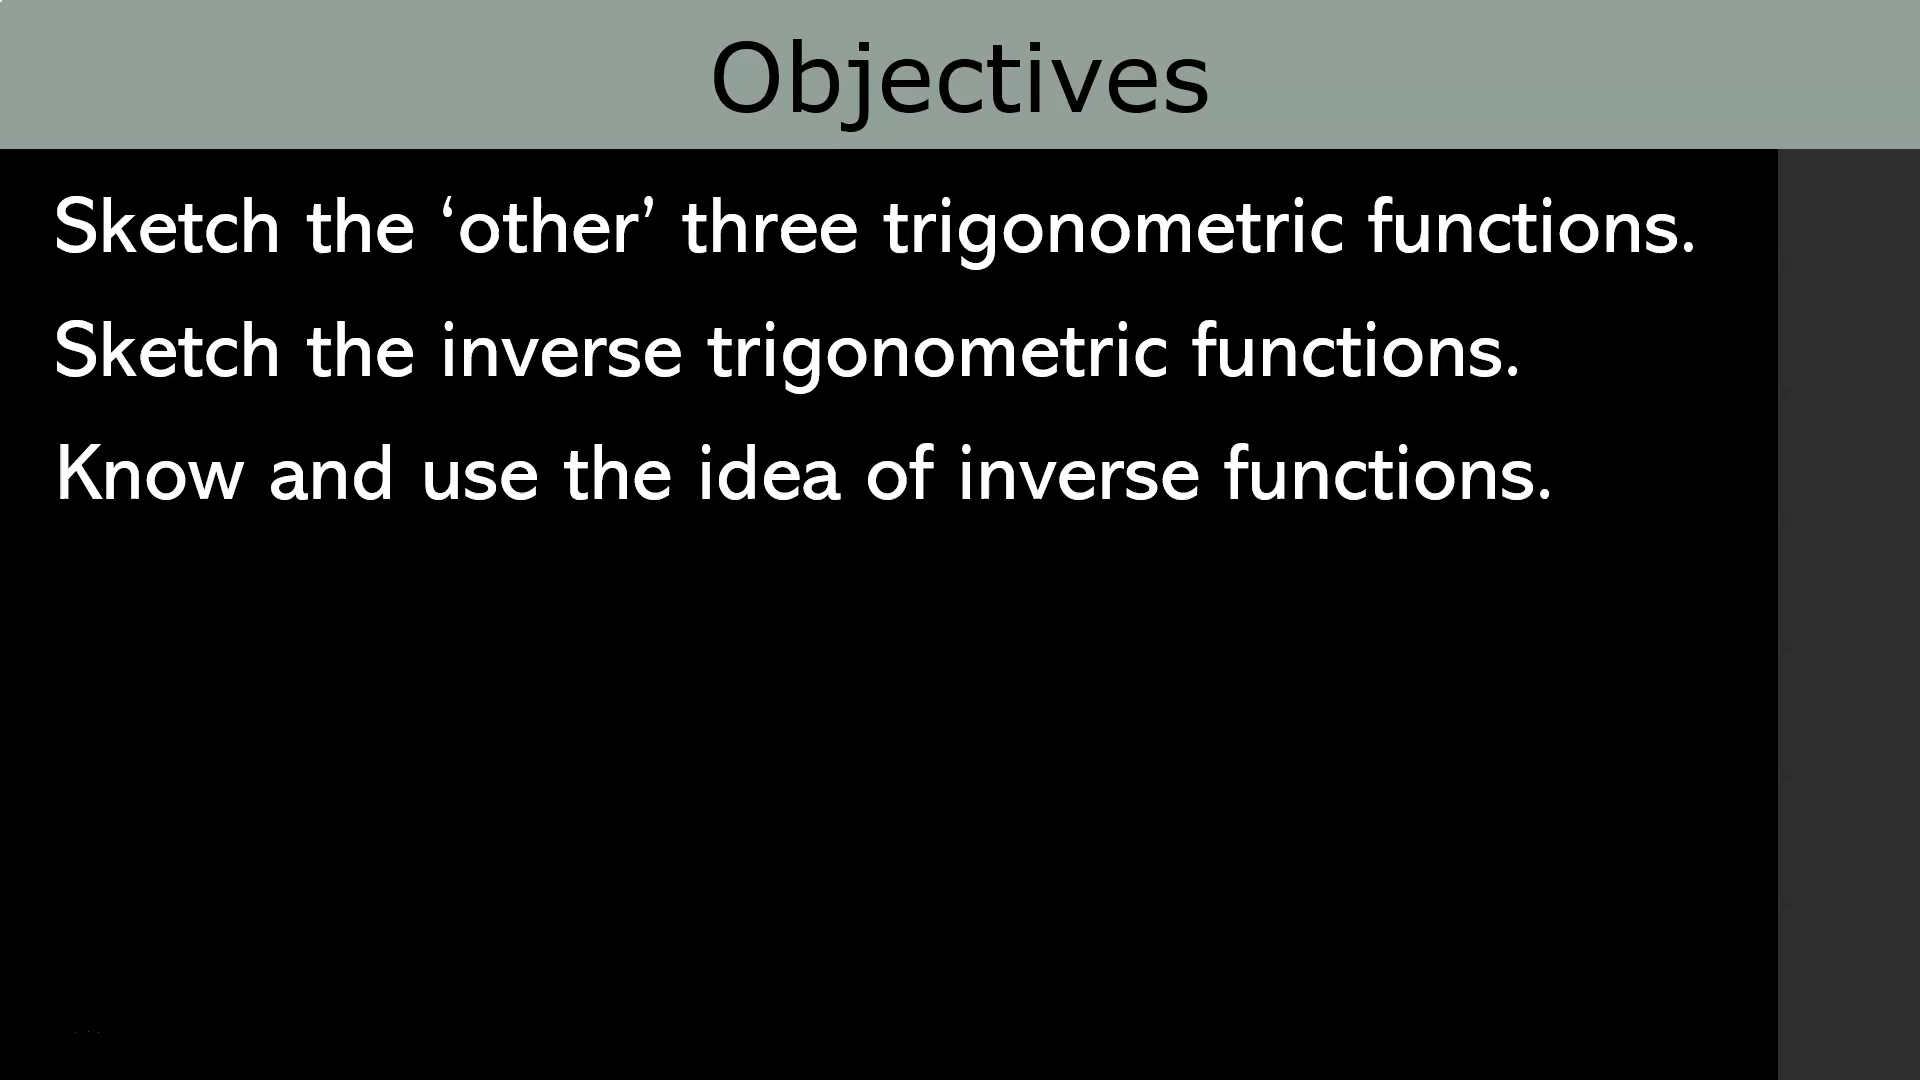 Objectives
Sketch the ‘other’ three trigonometric functions.
Sketch the inverse trigonometric functions.
Know and use the idea of inverse functions.